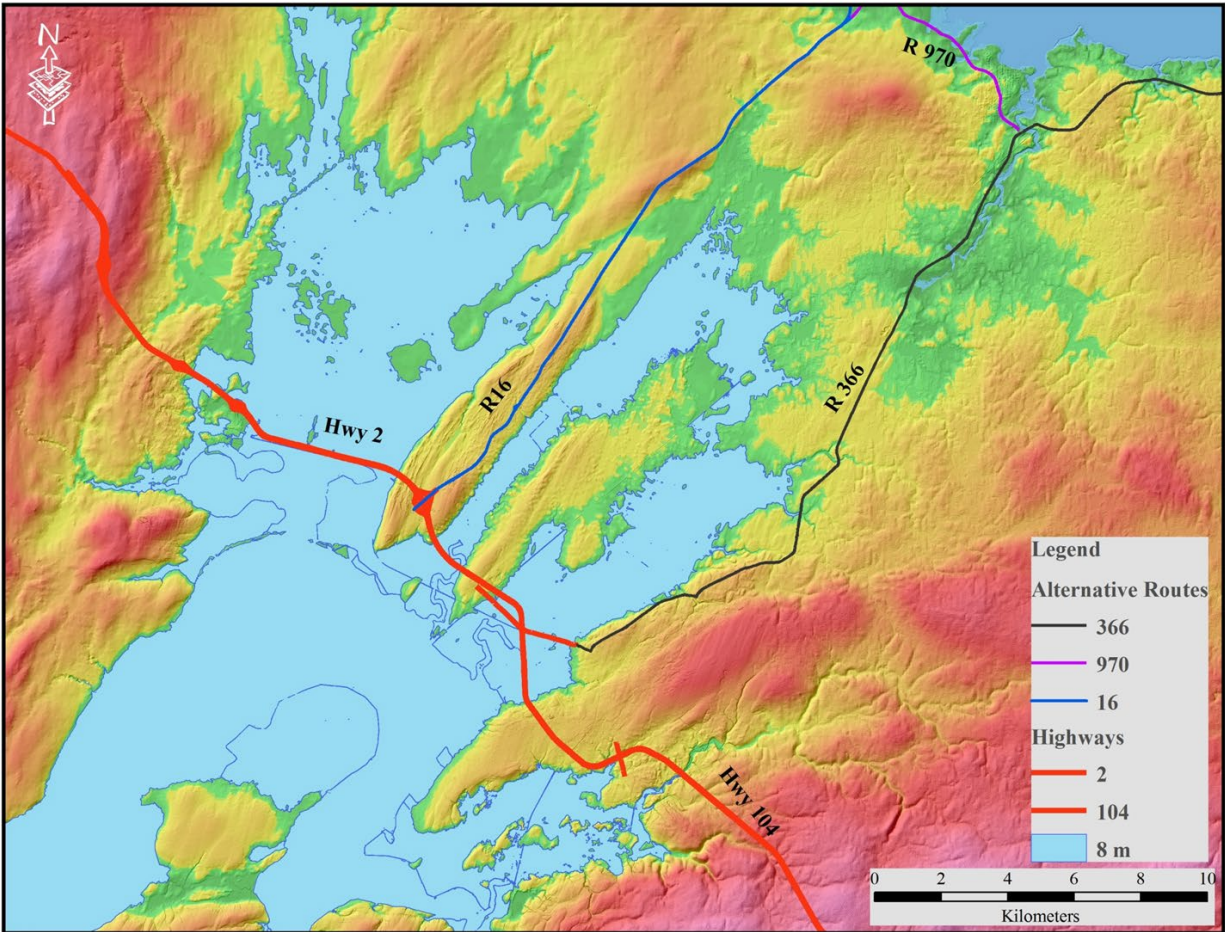 N
R 970
R16
R 366
Hwy 2
Hwy 104
Legend
Alternative Routes
366
970
16
Highways
2
104
8 m
0 2 4 6 8 10
Kilometers